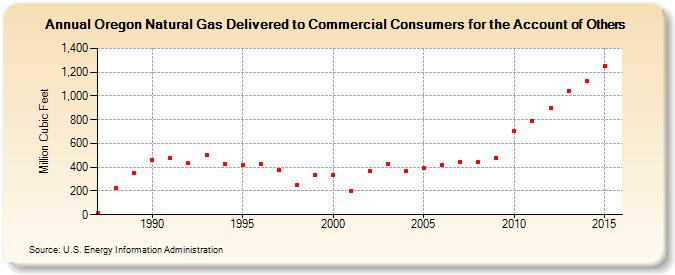 Annual Oregon Natural Gas Delivered to Commercial Consumers for the Account of Others
Million Cubic Feet
1,400
1,200
1,000
800
600
400
200
0
1990 1995 2000 2005 2010 2015
Source: U.S. Energy Information Administration